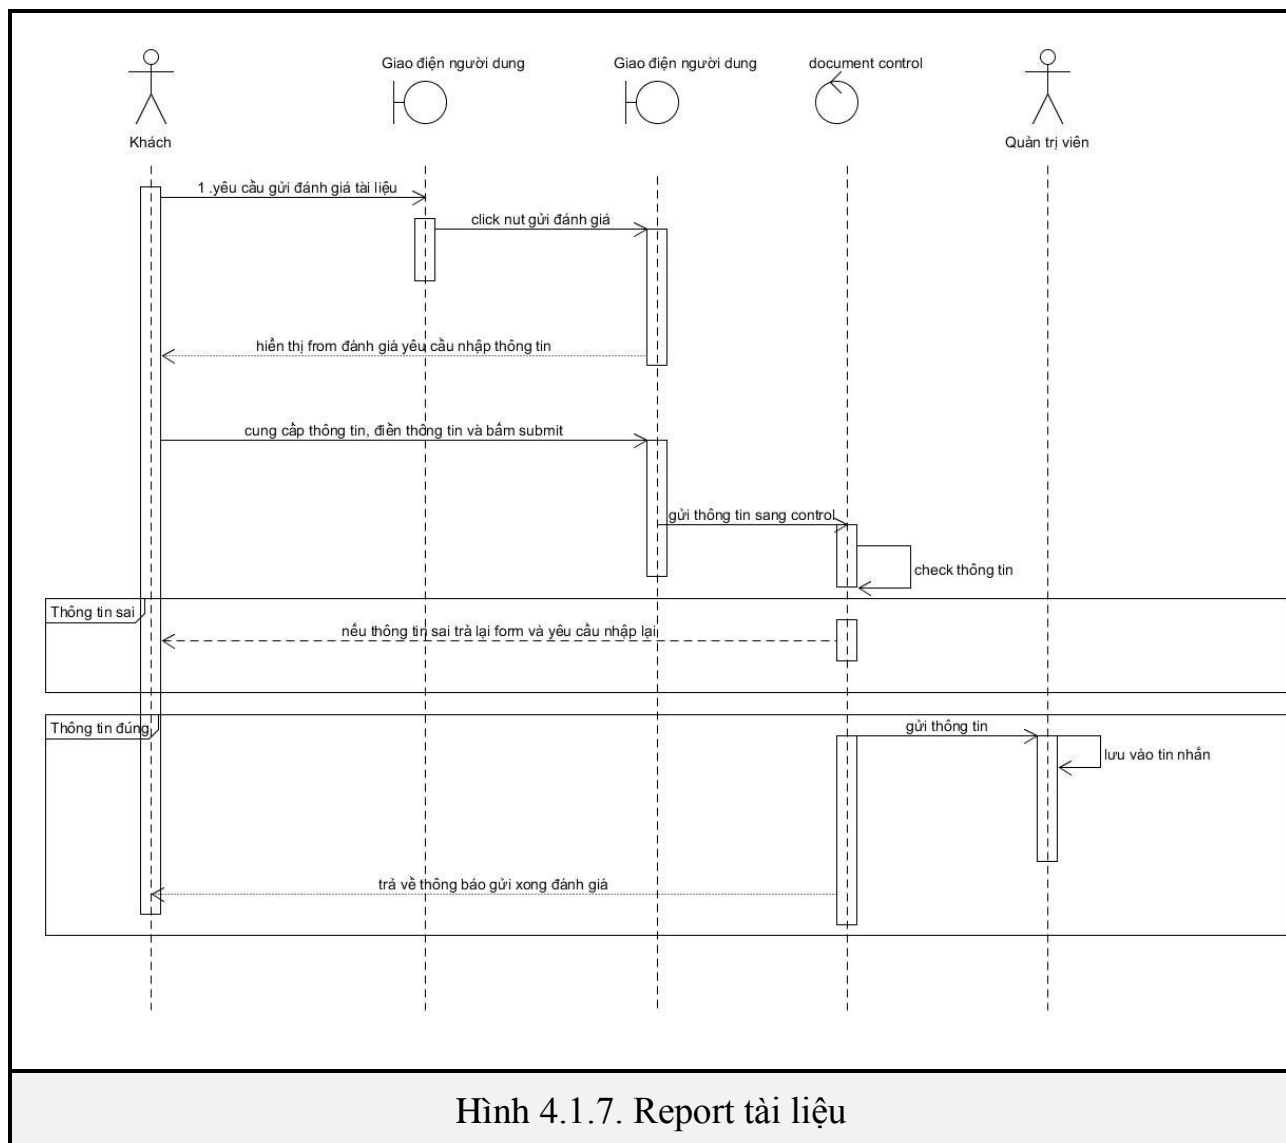 Giao điện người dung
Giao điện người dung
document control
Khách
Quản trị viên
1 .yêu cầu gửi đánh giá tài liệu
click nut gửi đánh giá
hiển thị from đánh giá yêu cầu nhập thông tin
cung cấp thông tin, điền thông tin và bấm submit
gửi thông tin sang control
check thông tin
Thông tin sai
nếu thông tin sai trả lại form và yêu cầu nhập lại
Thông tin đúng
gửi thông tin
lưu vào tin nhắn
trả về thông báo gửi xong đánh giá
Hình 4.1.7. Report tài liệu